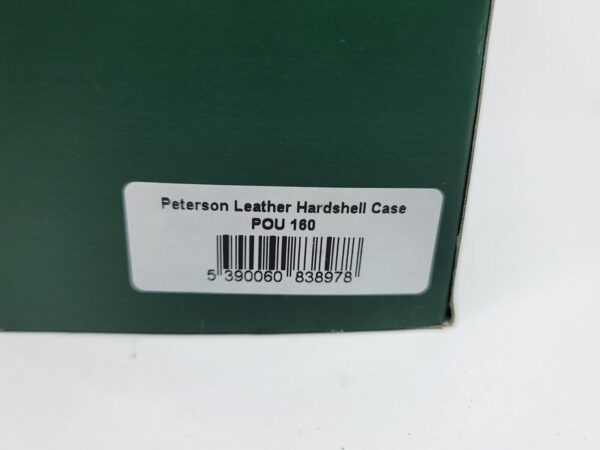 Peterson Leather Hardshell Case
POU 160
5 390060 838978